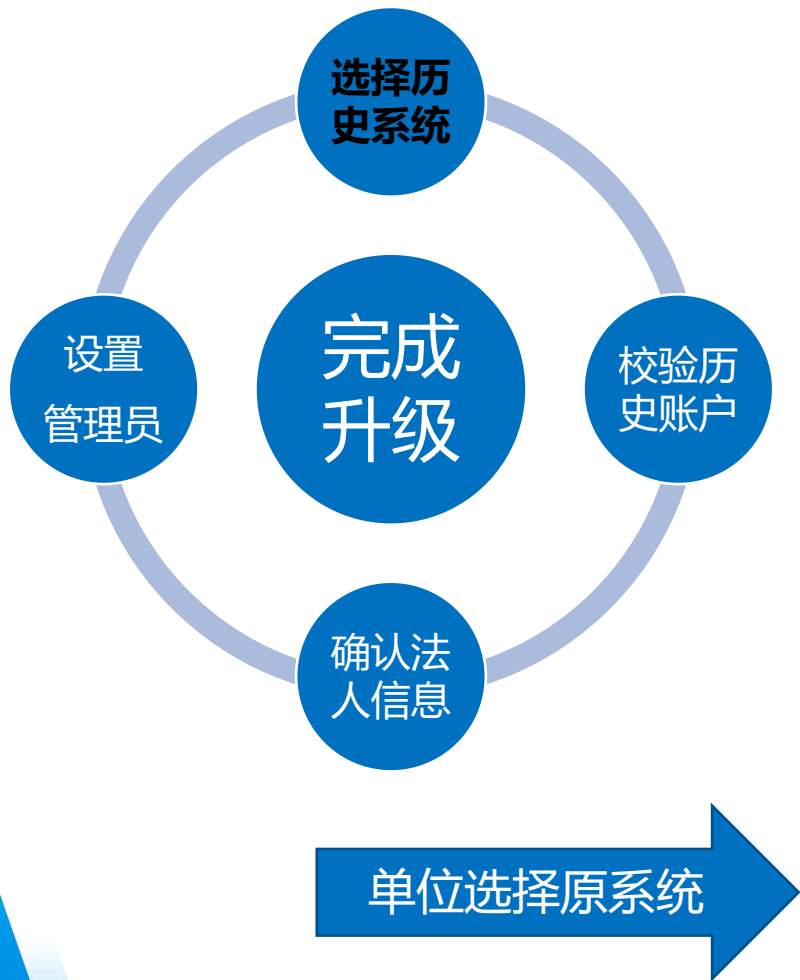 选择历
史系统
设置
管理员
完成
升级
校验历
史账户
确认法
人信息
单位选择原系统